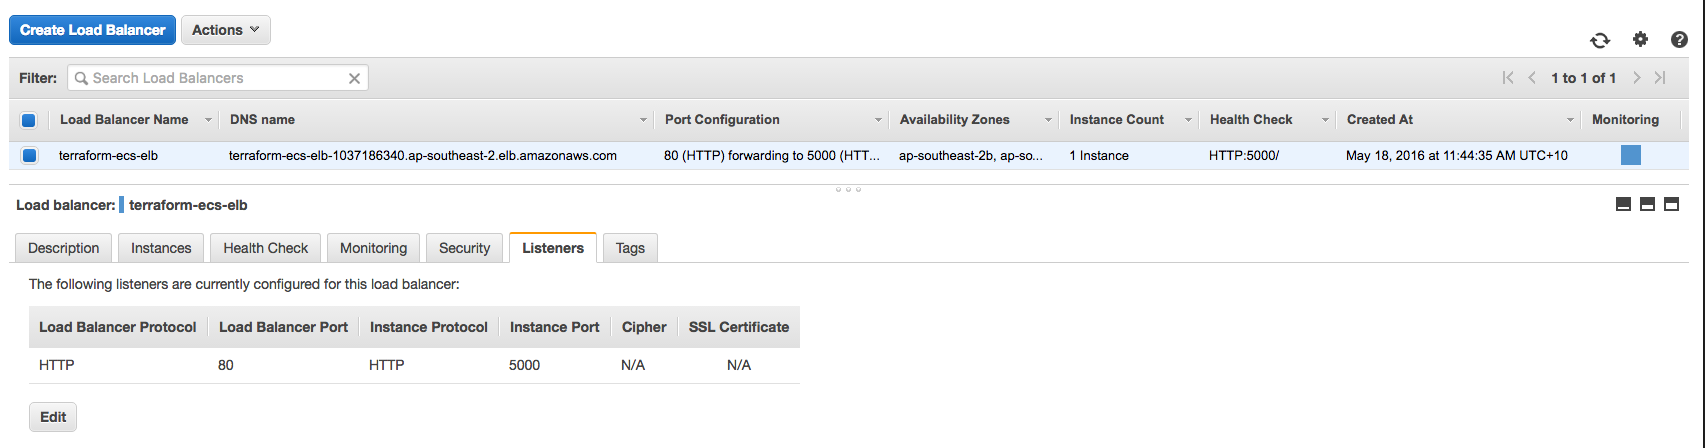 Create Load Balancer Actions
Filter: Search Load Balancers 1 to 1 of 1
Load Balancer Name DNS name Port Configuration Availability Zones Instance Count Health Check Created At Monitoring
terraform-ecs-elb terraform-ecs-elb-1037186340.ap-southeast-2.elb.amazonaws.com 80 (HTTP) forwarding to 5000 (HTT... ap-southeast-2b, ap-so... 1 Instance HTTP:5000/ May 18, 2016 at 11:44:35 AM UTC+10
Load balancer: terraform-ecs-elb
Description Instances Health Check Monitoring Security Listeners Tags
The following listeners are currently configured for this load balancer:
Load Balancer Protocol Load Balancer Port Instance Protocol Instance Port Cipher SSL Certificate
HTTP 80 HTTP 5000 N/A N/A
Edit